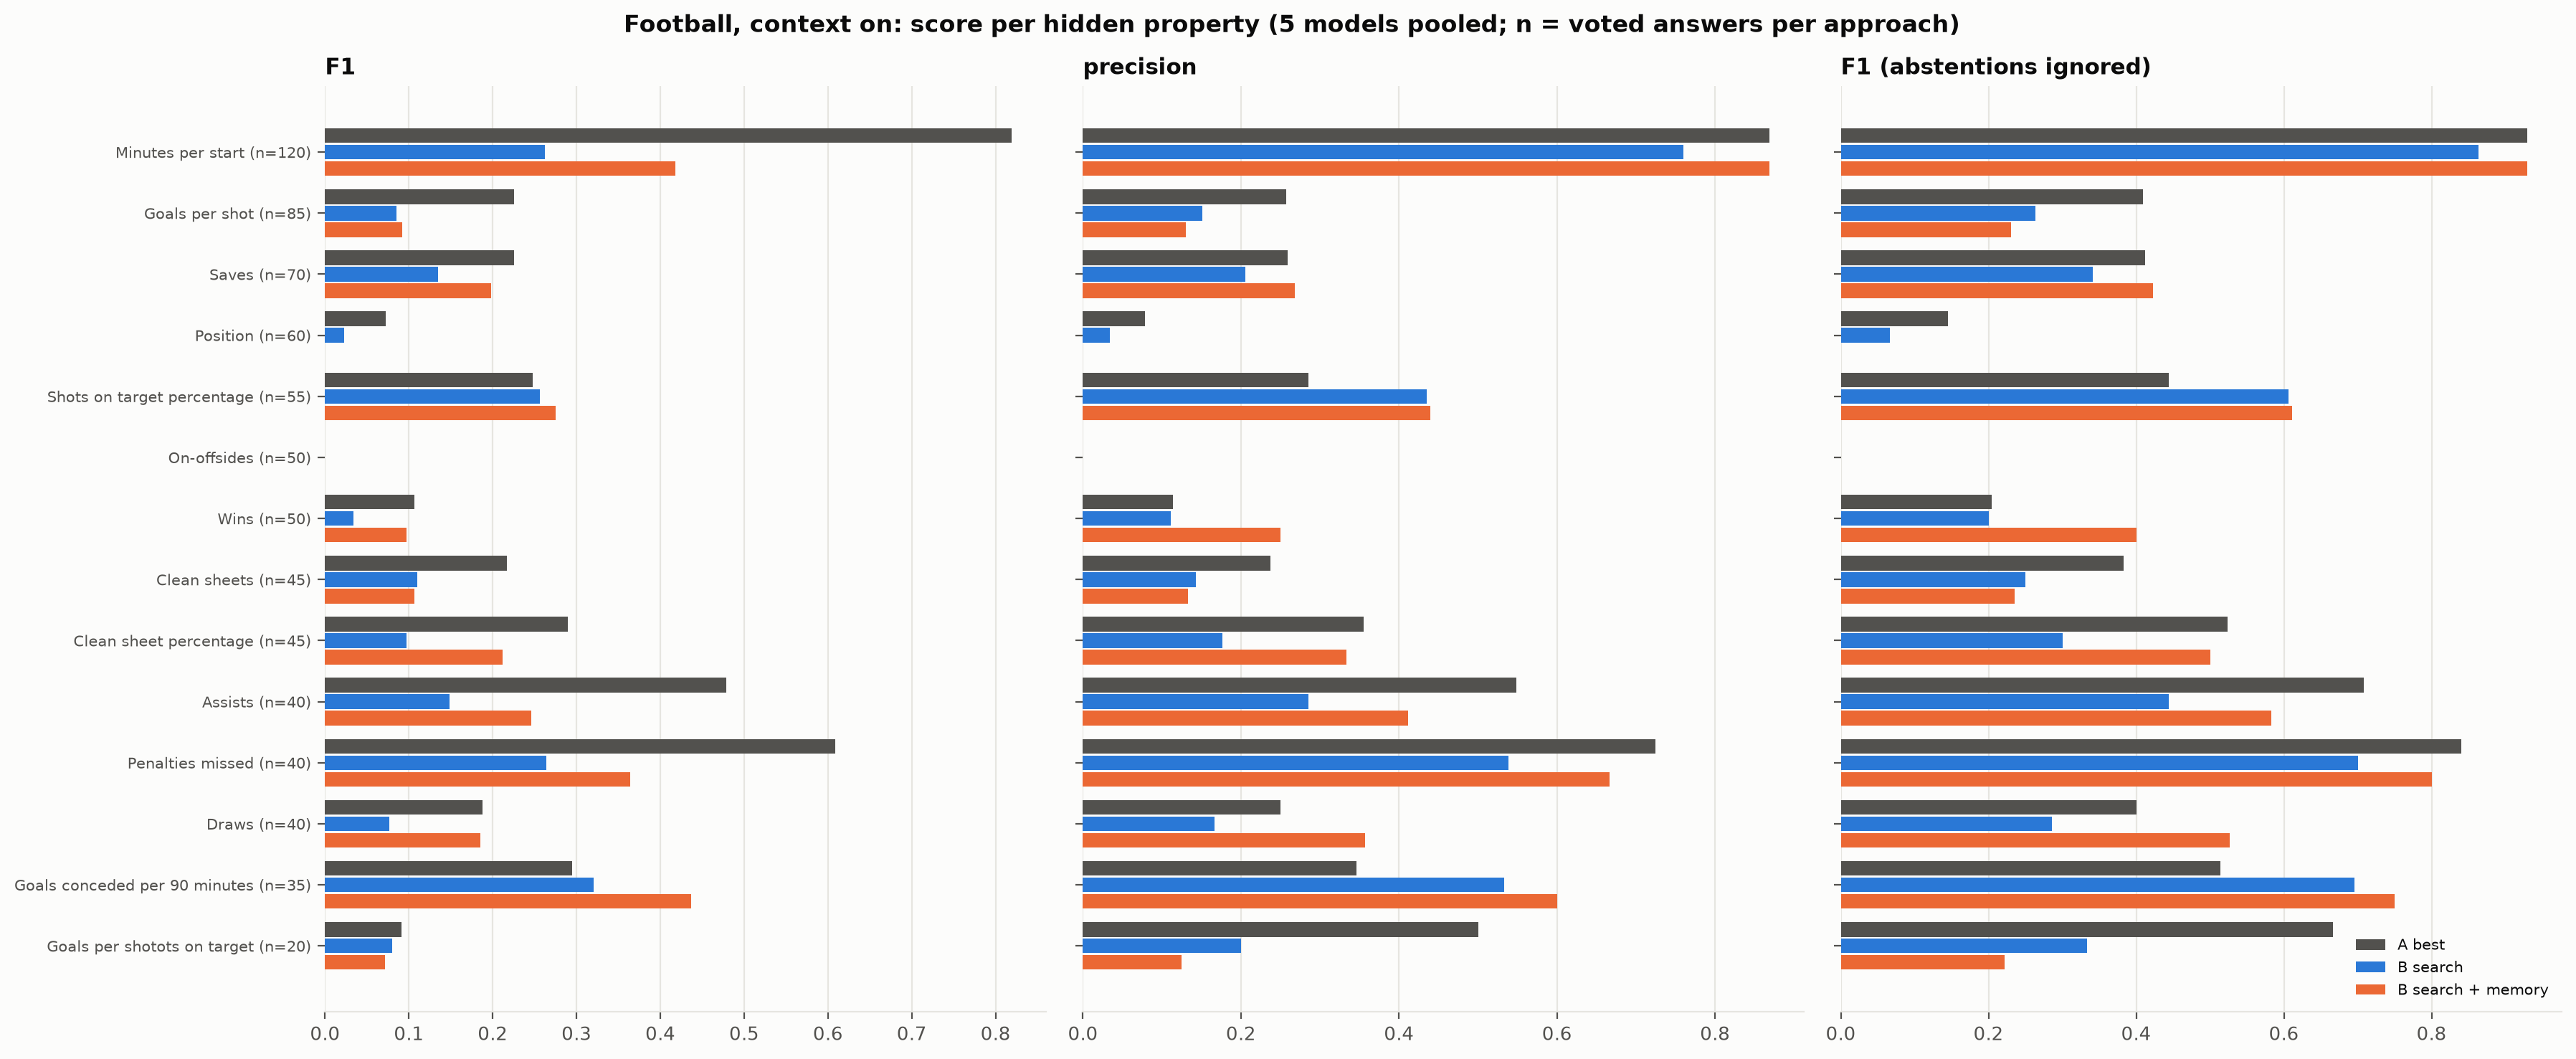 Football, context on: score per hidden property (5 models pooled; n = voted answers per approach)
F1
precision
F1 (abstentions ignored)
Minutes per start (n=120)
Goals per shot (n=85)
Saves (n=70)
Position (n=60)
Shots on target percentage (n=55)
On-offsides (n=50)
Wins (n=50)
Clean sheets (n=45)
Clean sheet percentage (n=45)
Assists (n=40)
Penalties missed (n=40)
Draws (n=40)
Goals conceded per 90 minutes (n=35)
Goals per shotots on target (n=20)
A best
B search
B search + memory
0.0 0.1 0.2 0.3 0.4 0.5 0.6 0.7 0.8
0.0 0.2 0.4 0.6 0.8
0.0 0.2 0.4 0.6 0.8